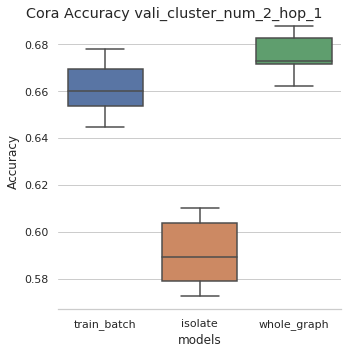 Cora Accuracy vali_cluster_num_2_hop_1
0.68
0.66
0.64
0.62
0.60
0.58
Accuracy
train_batch isolate whole_graph
models